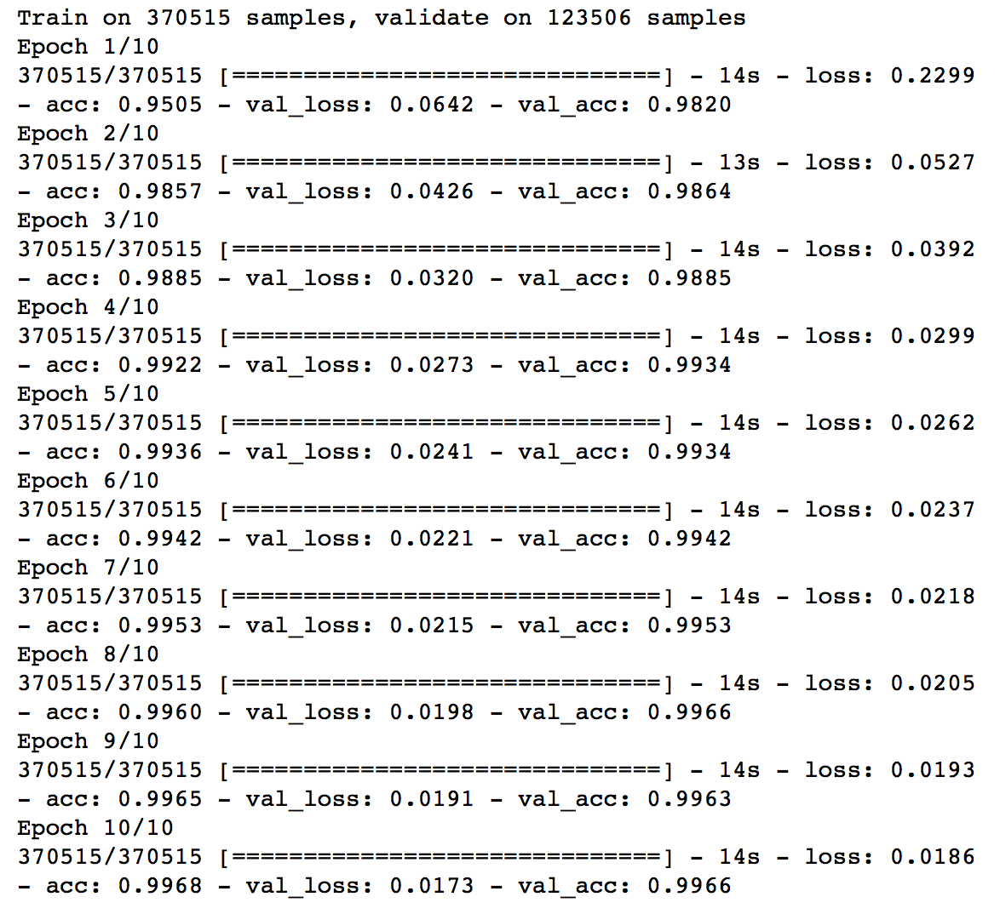 Train on 370515 samples, validate on 123506 samples
Epoch 1/10
370515/370515 [==============================] - 14s - loss: 0.2299
- acc: 0.9505 - val_loss: 0.0642 - val_acc: 0.9820
Epoch 2/10
370515/370515 [==============================] - 13s - loss: 0.0527
- acc: 0.9857 - val_loss: 0.0426 - val_acc: 0.9864
Epoch 3/10
370515/370515 [==============================] - 14s - loss: 0.0392
- acc: 0.9885 - val_loss: 0.0320 - val_acc: 0.9885
Epoch 4/10
370515/370515 [==============================] - 14s - loss: 0.0299
- acc: 0.9922 - val_loss: 0.0273 - val_acc: 0.9934
Epoch 5/10
370515/370515 [==============================] - 14s - loss: 0.0262
- acc: 0.9936 - val_loss: 0.0241 - val_acc: 0.9934
Epoch 6/10
370515/370515 [==============================] - 14s - loss: 0.0237
- acc: 0.9942 - val_loss: 0.0221 - val_acc: 0.9942
Epoch 7/10
370515/370515 [==============================] - 14s - loss: 0.0218
- acc: 0.9953 - val_loss: 0.0215 - val_acc: 0.9953
Epoch 8/10
370515/370515 [==============================] - 14s - loss: 0.0205
- acc: 0.9960 - val_loss: 0.0198 - val_acc: 0.9966
Epoch 9/10
370515/370515 [==============================] - 14s - loss: 0.0193
- acc: 0.9965 - val_loss: 0.0191 - val_acc: 0.9963
Epoch 10/10
370515/370515 [==============================] - 14s - loss: 0.0186
- acc: 0.9968 - val_loss: 0.0173 - val_acc: 0.9966